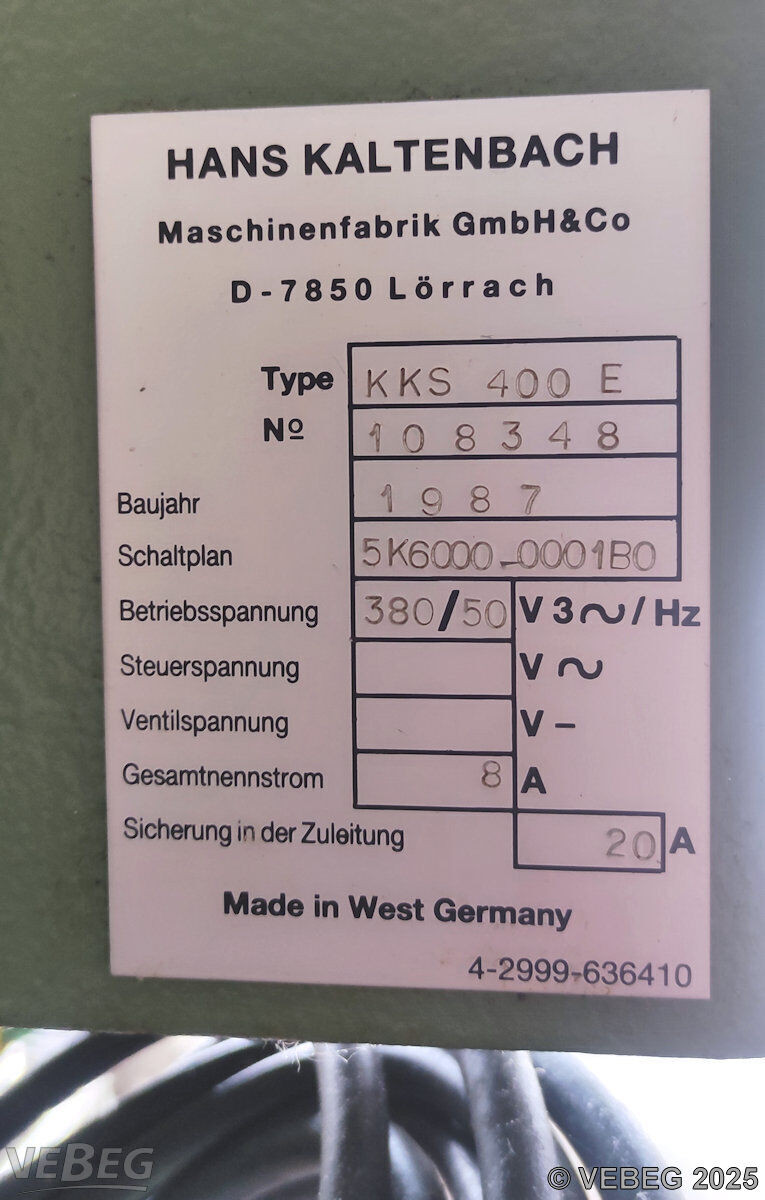 HANS KALTENBACH
Maschinenfabrik GmbH&Co
D-7850 Lörrach
Type KKS 400 E
Nº 108348
Baujahr 1987
Schaltplan 5K6000-0001B0
Betriebsspannung 380/50 V 3~/Hz
Steuerspannung V ~
Ventilspannung V –
Gesamtnennstrom 8 A
Sicherung in der Zuleitung 20 A
Made in West Germany
4-2999-636410
VEBEG
© VEBEG 2025